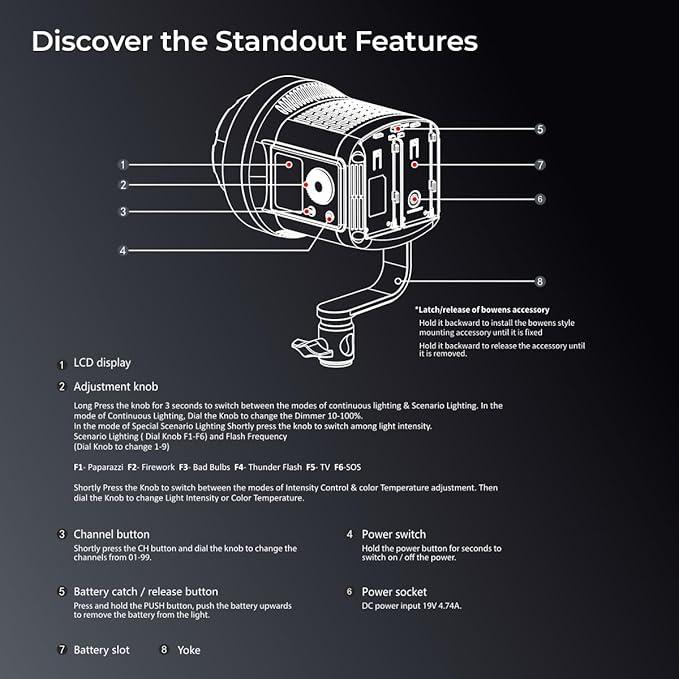 Discover the Standout Features
1
2
3
4
5
7
6
8
*Latch/release of bowens accessory
Hold it backward to install the bowens style
mounting accessory until it is fixed
Hold it backward to release the accessory until
it is removed.
1 LCD display
2 Adjustment knob
Long Press the knob for 3 seconds to switch between the modes of continuous lighting & Scenario Lighting. In the
mode of Continuous Lighting, Dial the Knob to change the Dimmer 10-100%.
In the mode of Special Scenario Lighting Shortly press the knob to switch among light intensity.
Scenario Lighting ( Dial Knob F1-F6) and Flash Frequency
(Dial Knob to change 1-9)
F1- Paparazzi F2- Firework F3- Bad Bulbs F4- Thunder Flash F5- TV F6-SOS
Shortly Press the Knob to switch between the modes of Intensity Control & color Temperature adjustment. Then
dial the Knob to change Light Intensity or Color Temperature.
3 Channel button
Shortly press the CH button and dial the knob to change the
channels from 01-99.
4 Power switch
Hold the power button for seconds to
switch on / off the power.
5 Battery catch / release button
Press and hold the PUSH button, push the battery upwards
to remove the battery from the light.
6 Power socket
DC power input 19V 4.74A.
7 Battery slot
8 Yoke